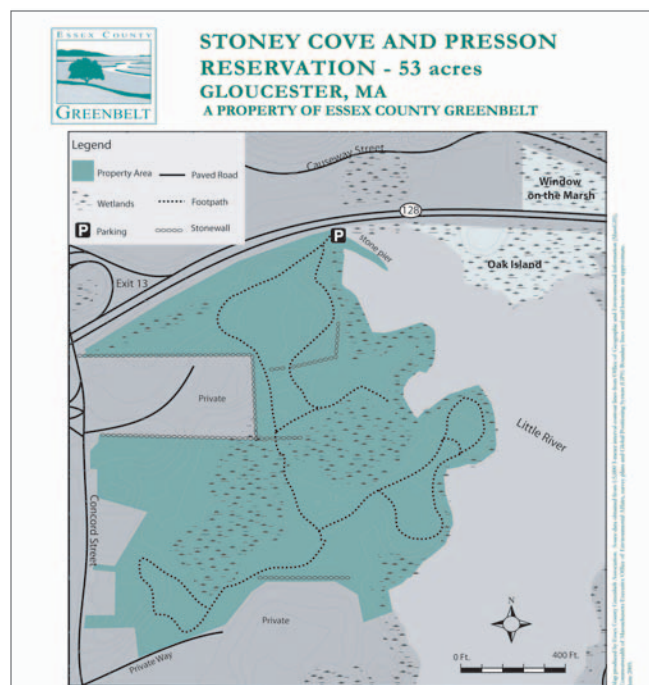 ESSEX COUNTY
GREENBELT
STONEY COVE AND PRESSON
RESERVATION - 53 acres
GLOUCESTER, MA
A PROPERTY OF ESSEX COUNTY GREENBELT
Legend
Property Area
Paved Road
Wetlands
Footpath
P
Parking
Stonewall
Causeway Street
Window
on the Marsh
128
P
stone pier
Oak Island
Exit 13
Private
Little River
Concord Street
Private
Private Way
N
0 Ft.
400 Ft.